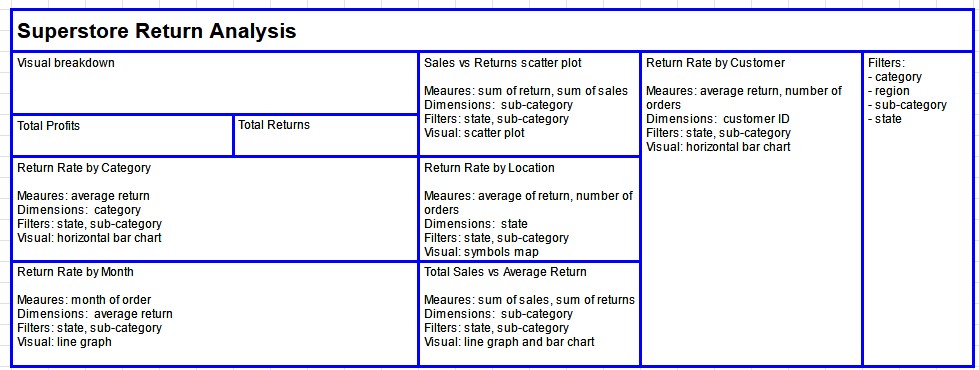 Superstore Return Analysis
Visual breakdown
Total Profits
Total Returns
Return Rate by Category
Meaures: average return
Dimensions: category
Filters: state, sub-category
Visual: horizontal bar chart
Return Rate by Month
Meaures: month of order
Dimensions: average return
Filters: state, sub-category
Visual: line graph
Sales vs Returns scatter plot
Meaures: sum of return, sum of sales
Dimensions: sub-category
Filters: state, sub-category
Visual: scatter plot
Return Rate by Location
Meaures: average of return, number of
orders
Dimensions: state
Filters: state, sub-category
Visual: symbols map
Total Sales vs Average Return
Meaures: sum of sales, sum of returns
Dimensions: sub-category
Filters: state, sub-category
Visual: line graph and bar chart
Return Rate by Customer
Meaures: average return, number of
orders
Dimensions: customer ID
Filters: state, sub-category
Visual: horizontal bar chart
Filters:
- category
- region
- sub-category
- state